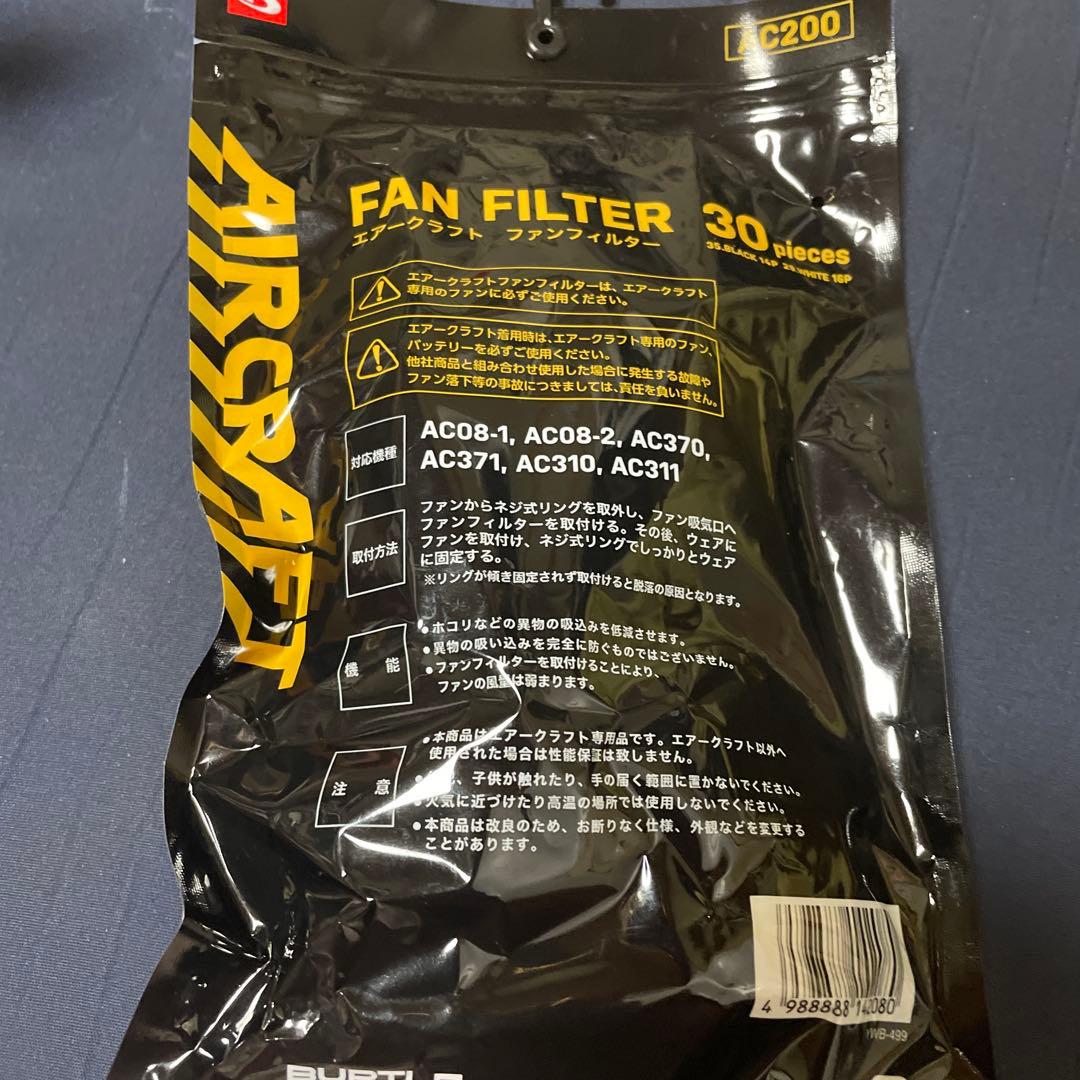 AC200
AIRCRAFT
FAN FILTER 30 pieces
エアークラフト ファンフィルター
35.BLACK 14P 29.WHITE 16P
エアークラフトファンフィルターは、エアークラフト
専用のファンに必ずご使用ください。
エアークラフト着用時は、エアークラフト専用のファン、
バッテリーを必ずご使用ください。
他社商品と組み合わせ使用した場合に発生する故障や
ファン落下等の事故につきましては、責任を負いません。
対応機種
AC08-1, AC08-2, AC370,
AC371, AC310, AC311
取付方法
ファンからネジ式リングを取外し、ファン吸気口へ
ファンフィルターを取付ける。その後、ウェアに
ファンを取付け、ネジ式リングでしっかりとウェア
に固定する。
※リングが傾き固定されず取付けると脱落の原因となります。
機能
●ホコリなどの異物の吸込みを低減させます。
●異物の吸い込みを完全に防ぐものではございません。
●ファンフィルターを取付けることにより、
ファンの風量は弱まります。
注意
●本商品はエアークラフト専用品です。エアークラフト以外へ
使用された場合は性能保証は致しません。
、子供が触れたり、手の届く範囲に置かないでください。
●火気に近づけたり高温の場所では使用しないでください。
●本商品は改良のため、お断りなく仕様、外観などを変更する
ことがあります。
4 988888 142080
YWB-499
BURTLE